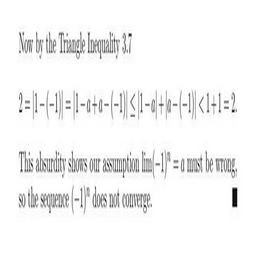 Now by the Triangle Inequality 3.7
2 = |1 − (−1)| = |1 − a + a − (−1)| ≤ |1 − a| + |a − (−1)| < 1 + 1 = 2.
This absurdity shows our assumption lim(−1)ⁿ = a must be wrong,
so the sequence (−1)ⁿ does not converge. ■